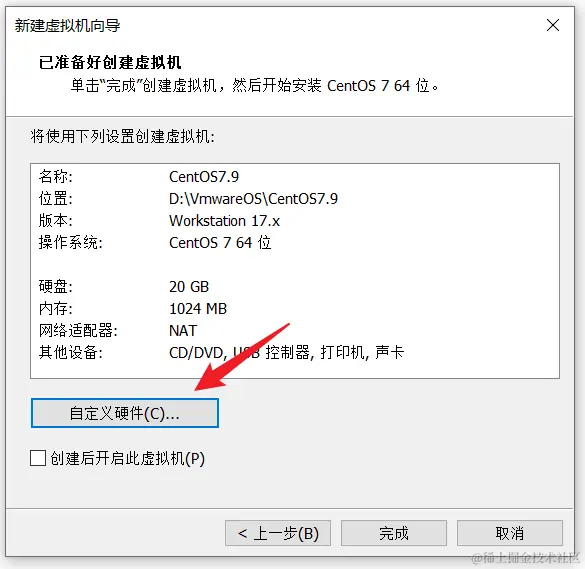 新建虚拟机向导
已准备好创建虚拟机
单击“完成”创建虚拟机，然后开始安装 CentOS 7 64 位。
将使用下列设置创建虚拟机:
名称: CentOS7.9
位置: D:\VmwareOS\CentOS7.9
版本: Workstation 17.x
操作系统: CentOS 7 64 位
硬盘: 20 GB
内存: 1024 MB
网络适配器: NAT
其他设备: CD/DVD, USB 控制器, 打印机, 声卡
自定义硬件(C)...
创建后开启此虚拟机(P)
< 上一步(B) 完成 取消
@稀土掘金技术社区